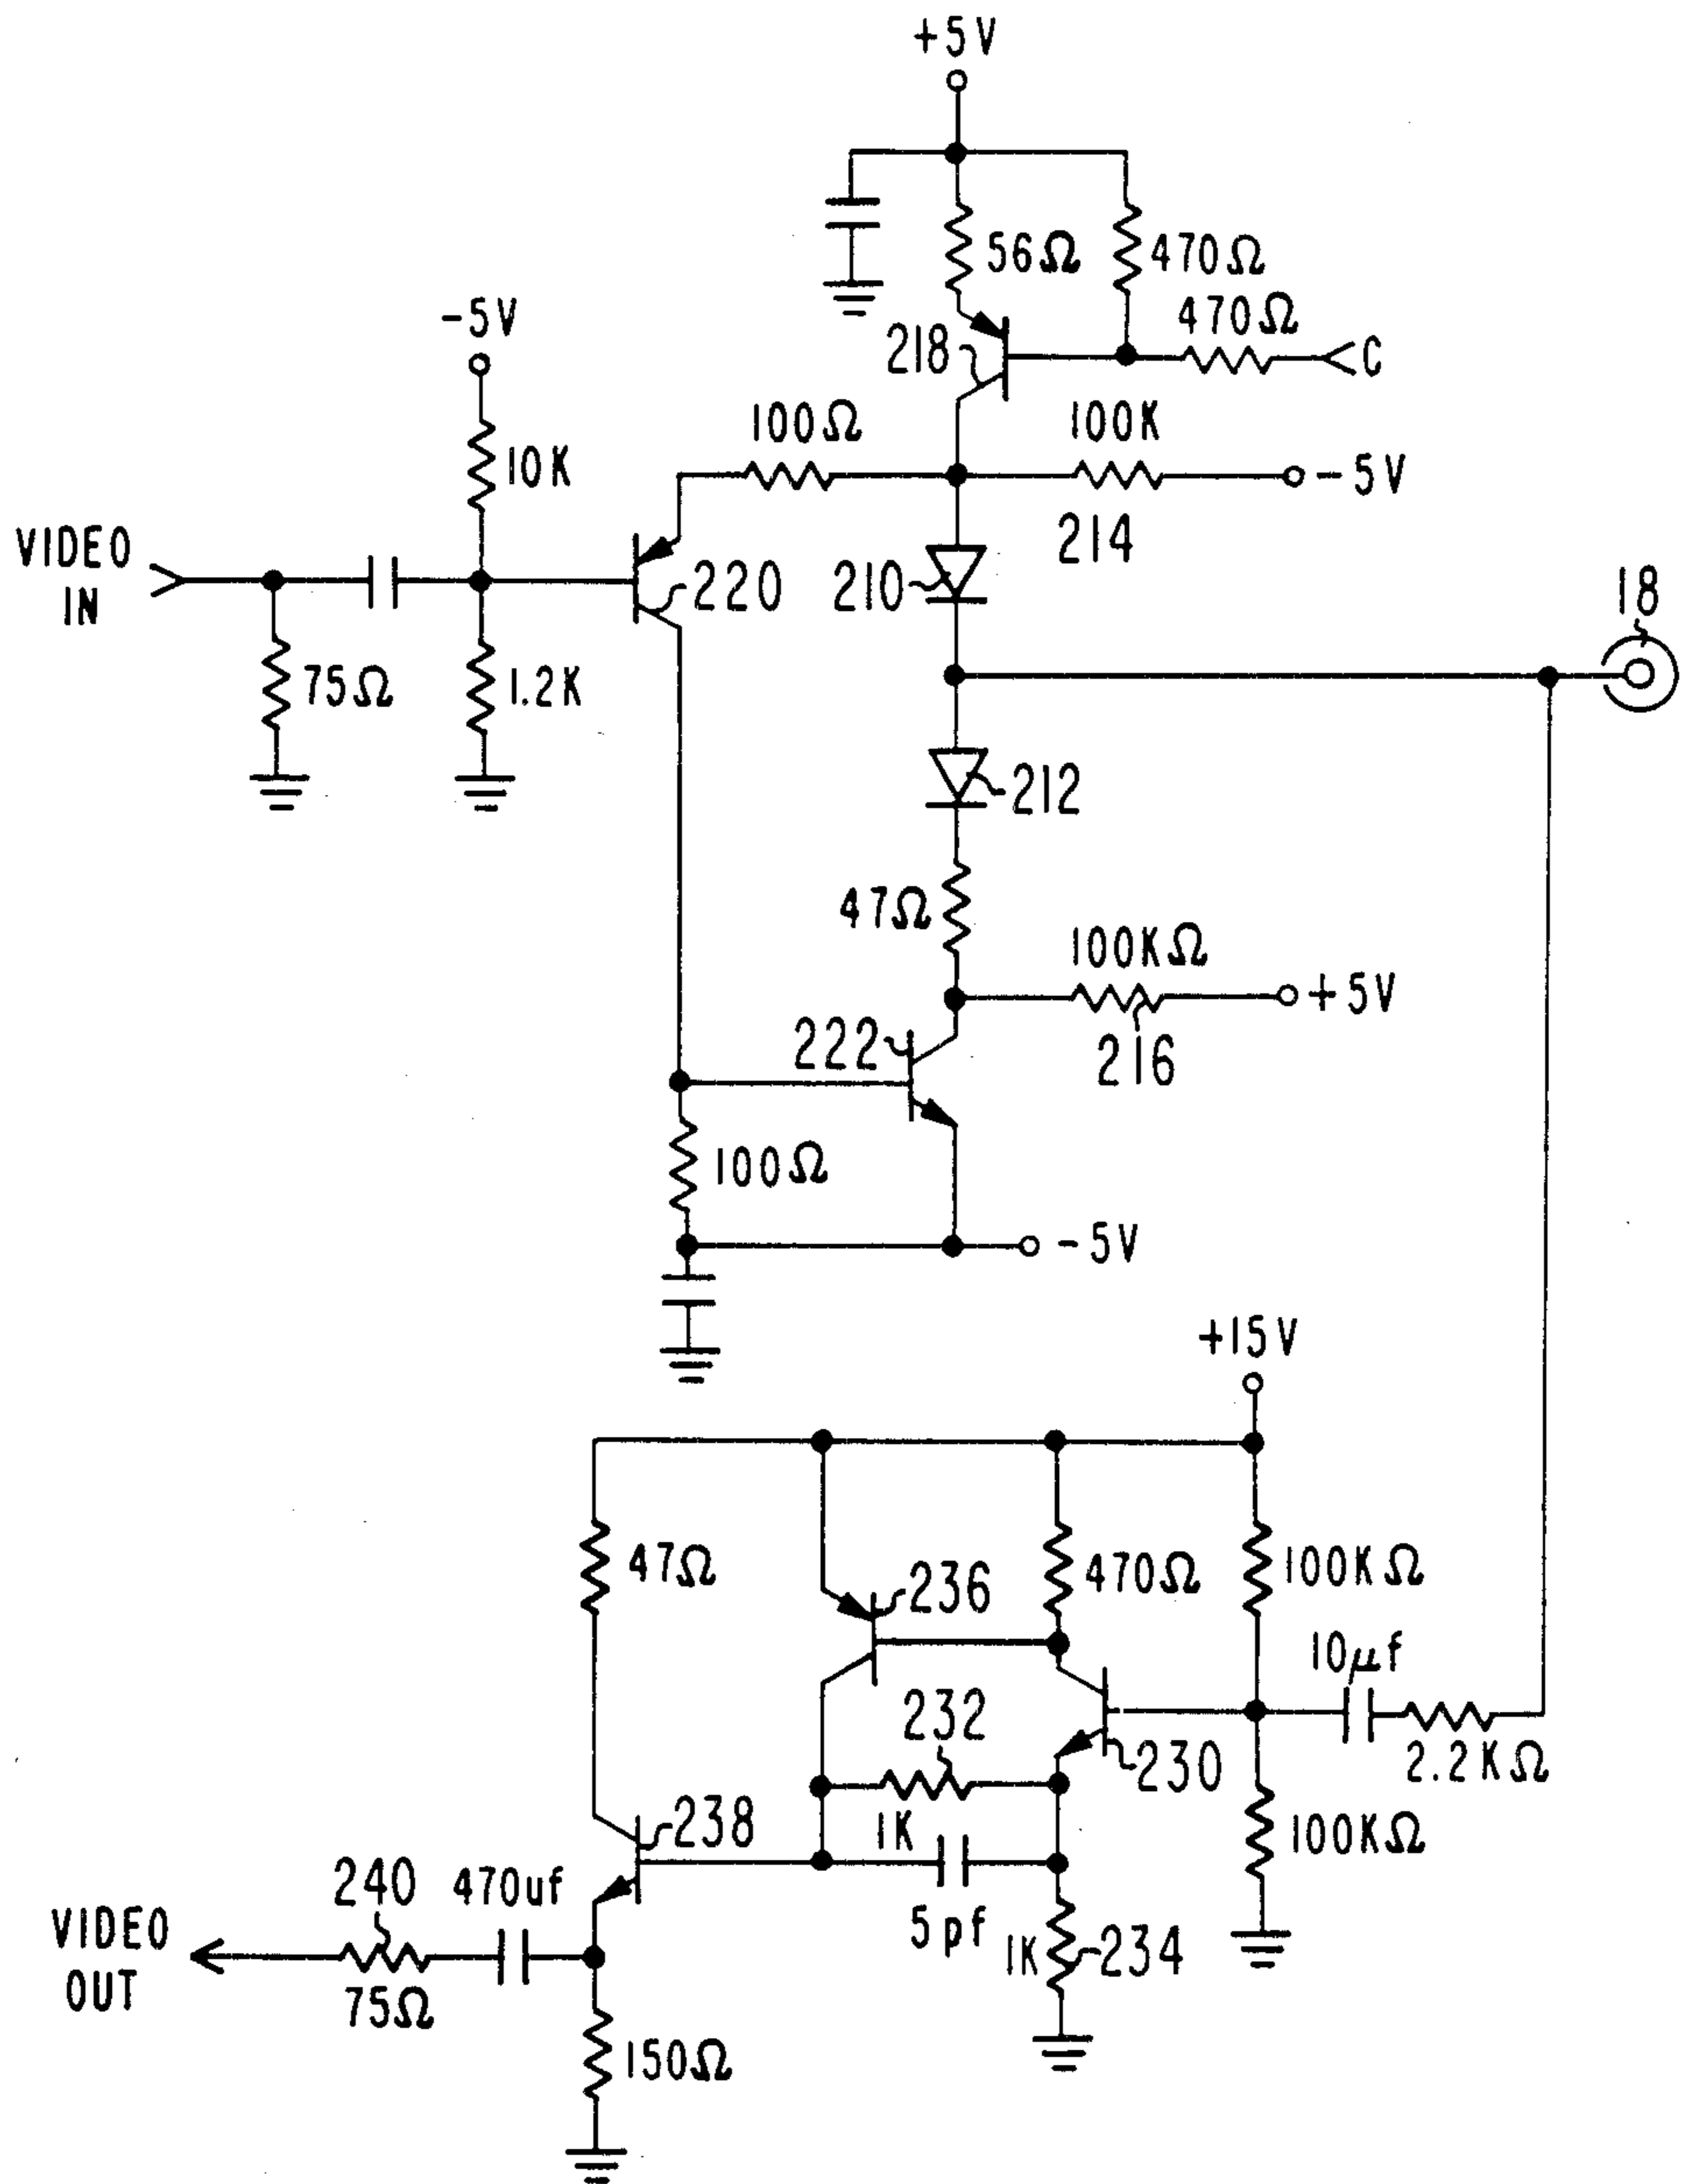 +5V
56Ω
470Ω
470Ω
218
C
-5V
10K
100Ω
100K
-5V
214
VIDEO
IN
220
210
18
75Ω
1.2K
212
47Ω
100KΩ
+5V
222
216
100Ω
-5V
+15V
47Ω
236
470Ω
100KΩ
10μf
232
230
2.2KΩ
1K
238
100KΩ
240
470uf
5pf
1K
234
VIDEO
OUT
75Ω
150Ω